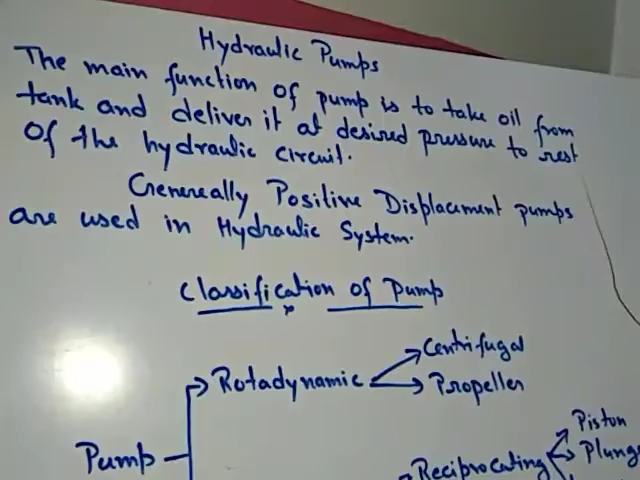 Hydraulic Pumps
The main function of pump is to take oil from
tank and deliver it at desired pressure to rest
of the hydraulic circuit.
Genereally Positive Displacement pumps
are used in Hydraulic System.
Classification of Pump
Centrifugal
Rotadynamic
Propeller
Piston
Pump
Plung
Reciprocating